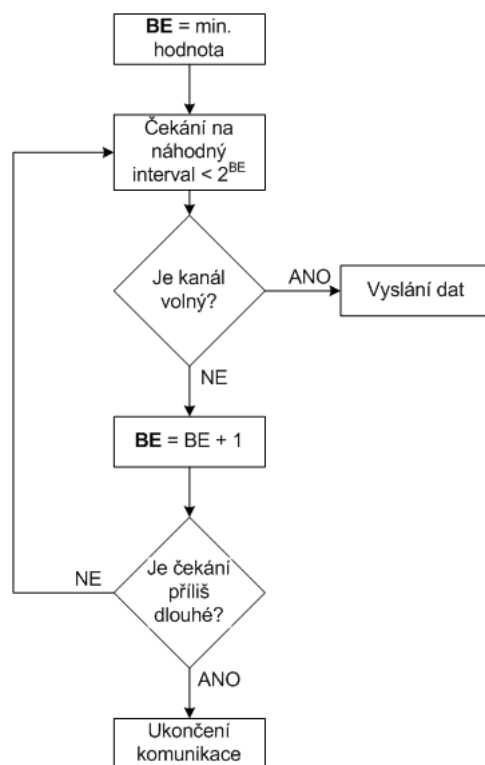 BE = min.
hodnota
Čekání na
náhodný
interval < 2^BE
Je kanál
volný?
ANO
Vyslání dat
NE
BE = BE + 1
Je čekání
příliš
dlouhé?
NE
ANO
Ukončení
komunikace